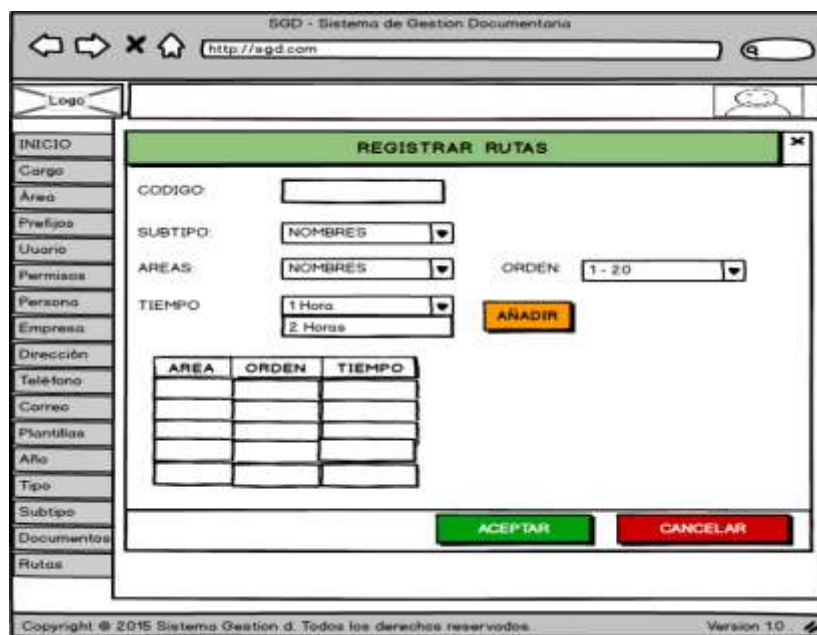 SGD - Sistema de Gestion Documentaria
http://sgd.com
Logo
INICIO
Cargo
Área
Prefijos
Usuario
Permisos
Persona
Empresa
Dirección
Teléfono
Correo
Plantillas
Año
Tipo
Subtipo
Documentos
Rutas
REGISTRAR RUTAS
CODIGO:
SUBTIPO: NOMBRES
AREAS: NOMBRES ORDEN: 1 - 20
TIEMPO 1 Hora
2 Horas
AÑADIR
AREA ORDEN TIEMPO
ACEPTAR CANCELAR
Copyright © 2015 Sistema Gestion d. Todos los derechos reservados. Version 1.0